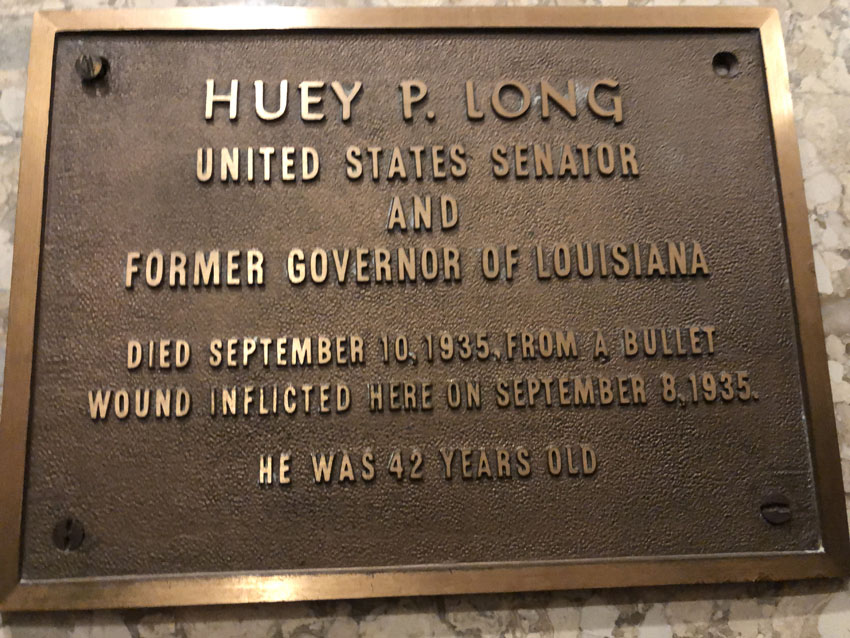 HUEY P. LONG
UNITED STATES SENATOR
AND
FORMER GOVERNOR OF LOUISIANA
DIED SEPTEMBER 10, 1935, FROM A BULLET
WOUND INFLICTED HERE ON SEPTEMBER 8, 1935.
HE WAS 42 YEARS OLD